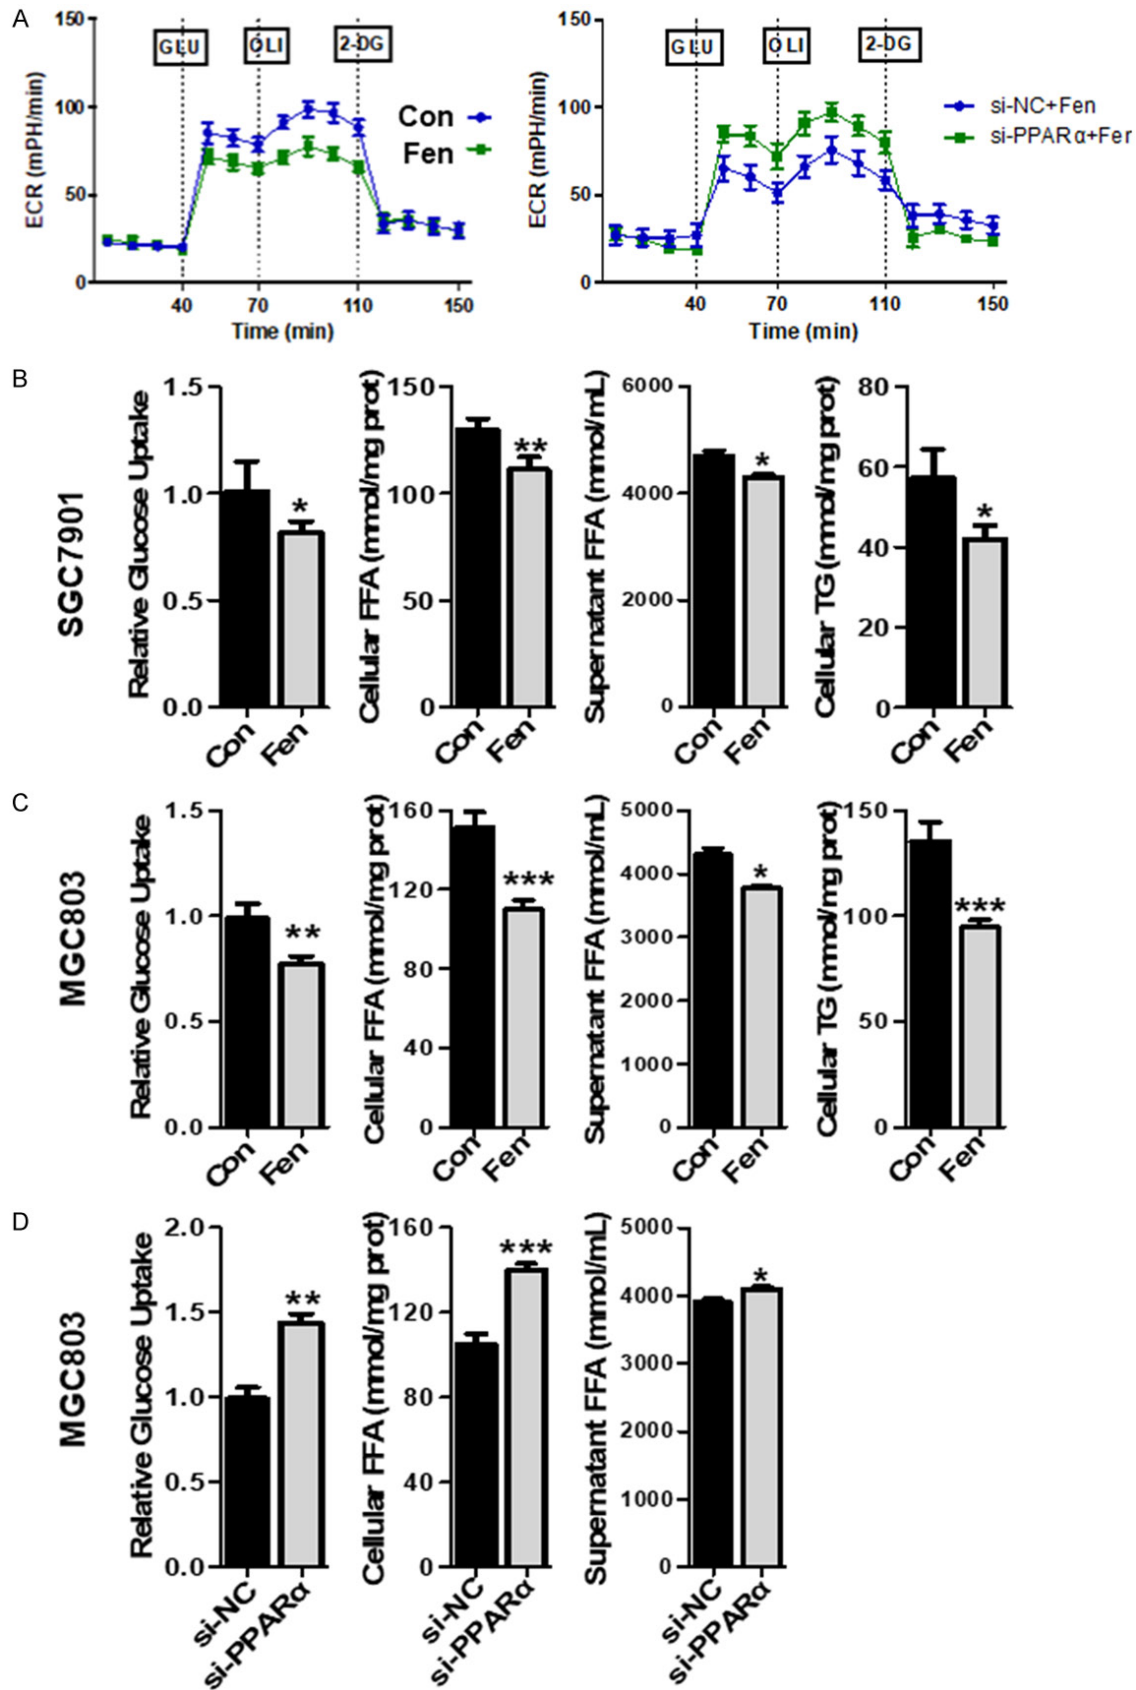 A
150
100
50
0
ECR (mPH/min)
GLU
OLI
2-DG
Con
Fen
40
70
110
150
Time (min)
150
100
50
0
ECR (mPH/min)
GLU
OLI
2-DG
si-NC+Fen
si-PPARα+Fer
40
70
110
150
Time (min)
B
SGC7901
Relative Glucose Uptake
1.5
1.0
0.5
0.0
*
Con
Fen
Cellular FFA (mmol/mg prot)
150
100
50
0
**
Con
Fen
Supernatant FFA (mmol/mL)
6000
4000
2000
0
*
Con
Fen
Cellular TG (mmol/mg prot)
80
60
40
20
0
*
Con
Fen
C
MGC803
Relative Glucose Uptake
1.5
1.0
0.5
0.0
**
Con
Fen
Cellular FFA (mmol/mg prot)
160
120
80
40
0
***
Con
Fen
Supernatant FFA (mmol/mL)
5000
4000
3000
2000
1000
0
*
Con
Fen
Cellular TG (mmol/mg prot)
150
100
50
0
***
Con
Fen
D
MGC803
Relative Glucose Uptake
2.0
1.5
1.0
0.5
0.0
**
si-NC
si-PPARα
Cellular FFA (mmol/mg prot)
160
120
80
40
0
***
si-NC
si-PPARα
Supernatant FFA (mmol/mL)
5000
4000
3000
2000
1000
0
*
si-NC
si-PPARα